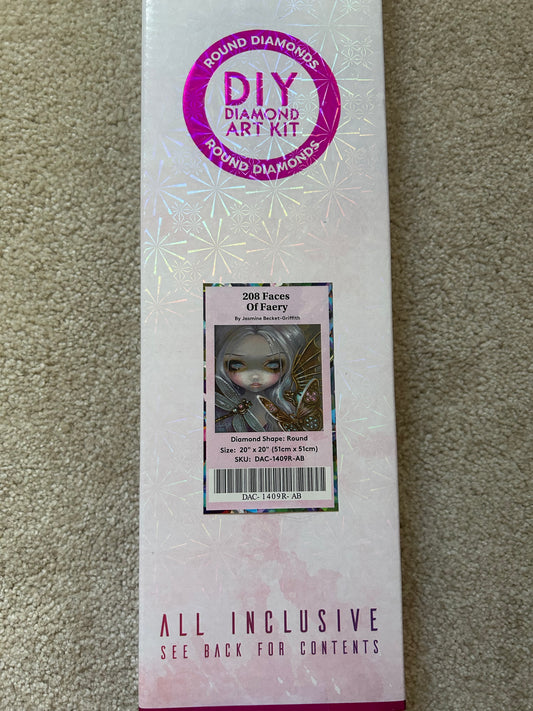 ROUND DIAMONDS
DIY
DIAMOND
ART KIT
ROUND DIAMONDS
208 Faces
Of Faery
By Jasmine Becket-Griffith
Diamond Shape: Round
Size: 20" x 20" (51cm x 51cm)
SKU: DAC-1409R-AB
DAC- 1409R- AB
ALL INCLUSIVE
SEE BACK FOR CONTENTS